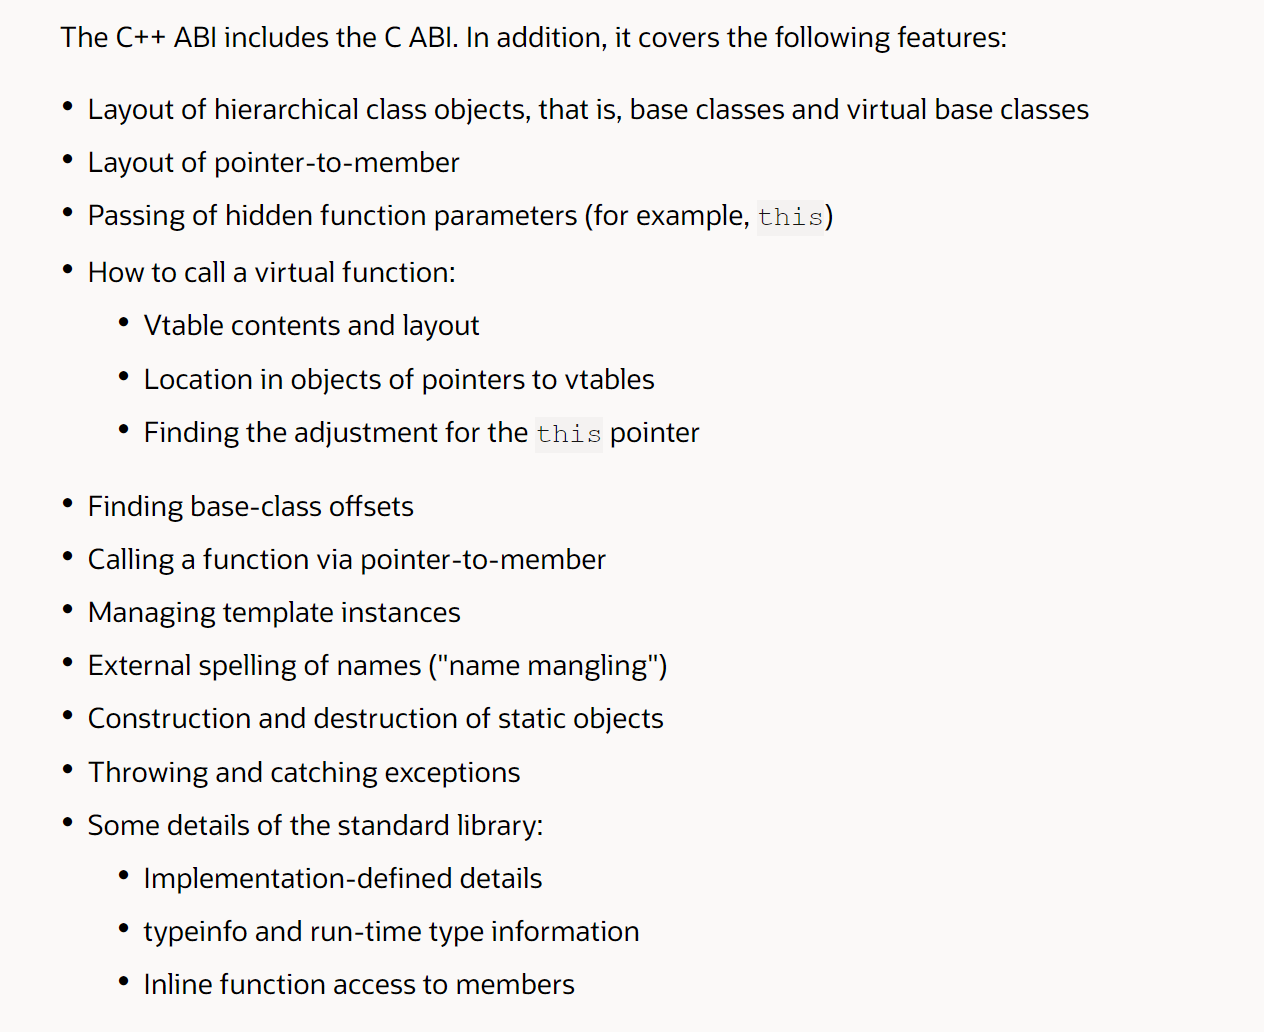 The C++ ABI includes the C ABI. In addition, it covers the following features:
• Layout of hierarchical class objects, that is, base classes and virtual base classes
• Layout of pointer-to-member
• Passing of hidden function parameters (for example, this)
• How to call a virtual function:
• Vtable contents and layout
• Location in objects of pointers to vtables
• Finding the adjustment for the this pointer
• Finding base-class offsets
• Calling a function via pointer-to-member
• Managing template instances
• External spelling of names ("name mangling")
• Construction and destruction of static objects
• Throwing and catching exceptions
• Some details of the standard library:
• Implementation-defined details
• typeinfo and run-time type information
• Inline function access to members